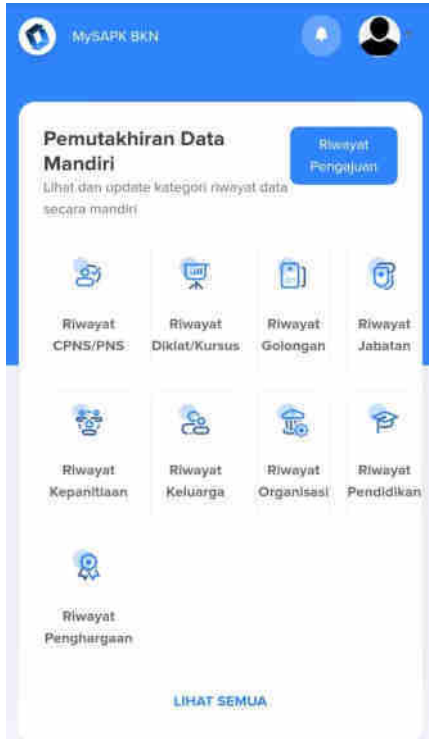 MySAPK BKN
Pemutakhiran Data
Mandiri
Riwayat
Pengajuan
Lihat dan update kategori riwayat data
secara mandiri
Riwayat
CPNS/PNS
Riwayat
Diklat/Kursus
Riwayat
Golongan
Riwayat
Jabatan
Riwayat
Kepanitiaan
Riwayat
Keluarga
Riwayat
Organisasi
Riwayat
Pendidikan
Riwayat
Penghargaan
LIHAT SEMUA